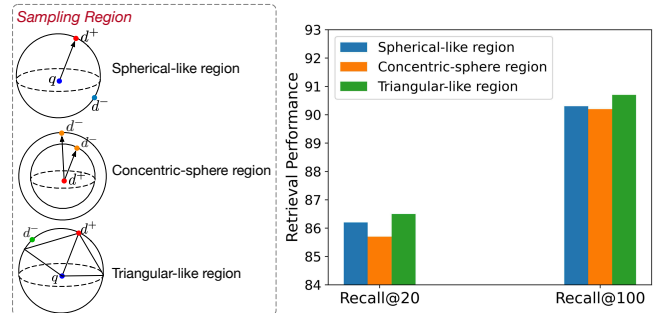 Sampling Region
d+
q
d−
Spherical-like region
d−
d−
d+
Concentric-sphere region
d−
d+
q
Triangular-like region
Retrieval Performance
93
92
91
90
89
88
87
86
85
84
Spherical-like region
Concentric-sphere region
Triangular-like region
Recall@20
Recall@100